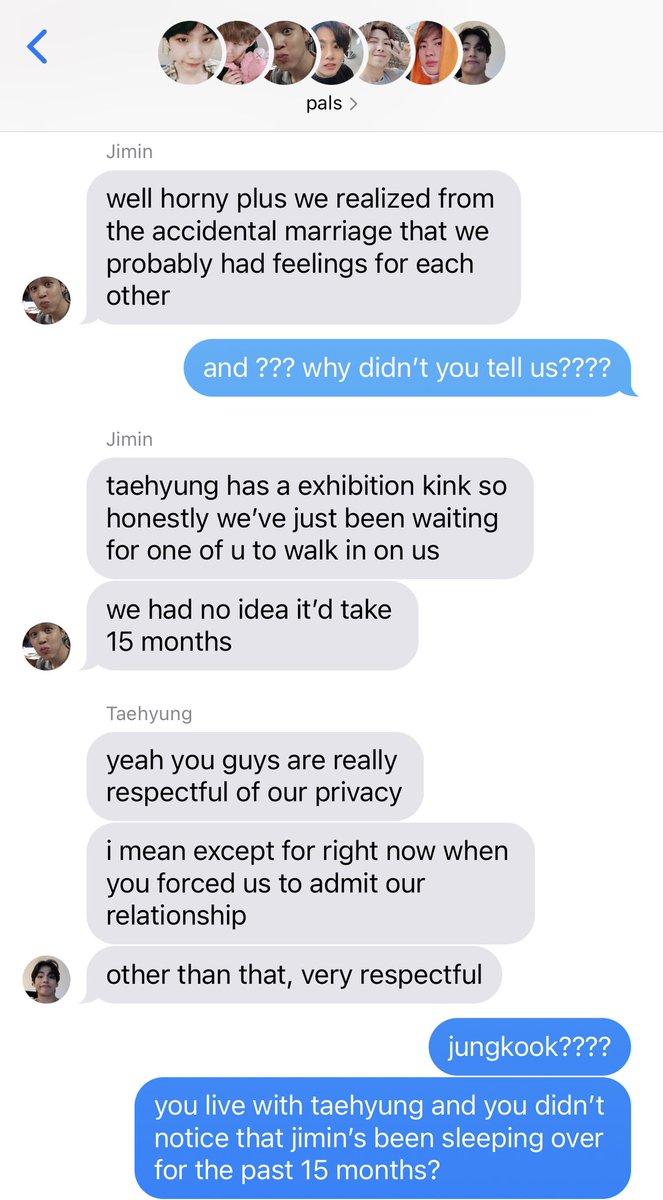 pals >
Jimin
well horny plus we realized from
the accidental marriage that we
probably had feelings for each
other
and ??? why didn’t you tell us????
Jimin
taehyung has a exhibition kink so
honestly we’ve just been waiting
for one of u to walk in on us
we had no idea it’d take
15 months
Taehyung
yeah you guys are really
respectful of our privacy
i mean except for right now when
you forced us to admit our
relationship
other than that, very respectful
jungkook????
you live with taehyung and you didn’t
notice that jimin’s been sleeping over
for the past 15 months?